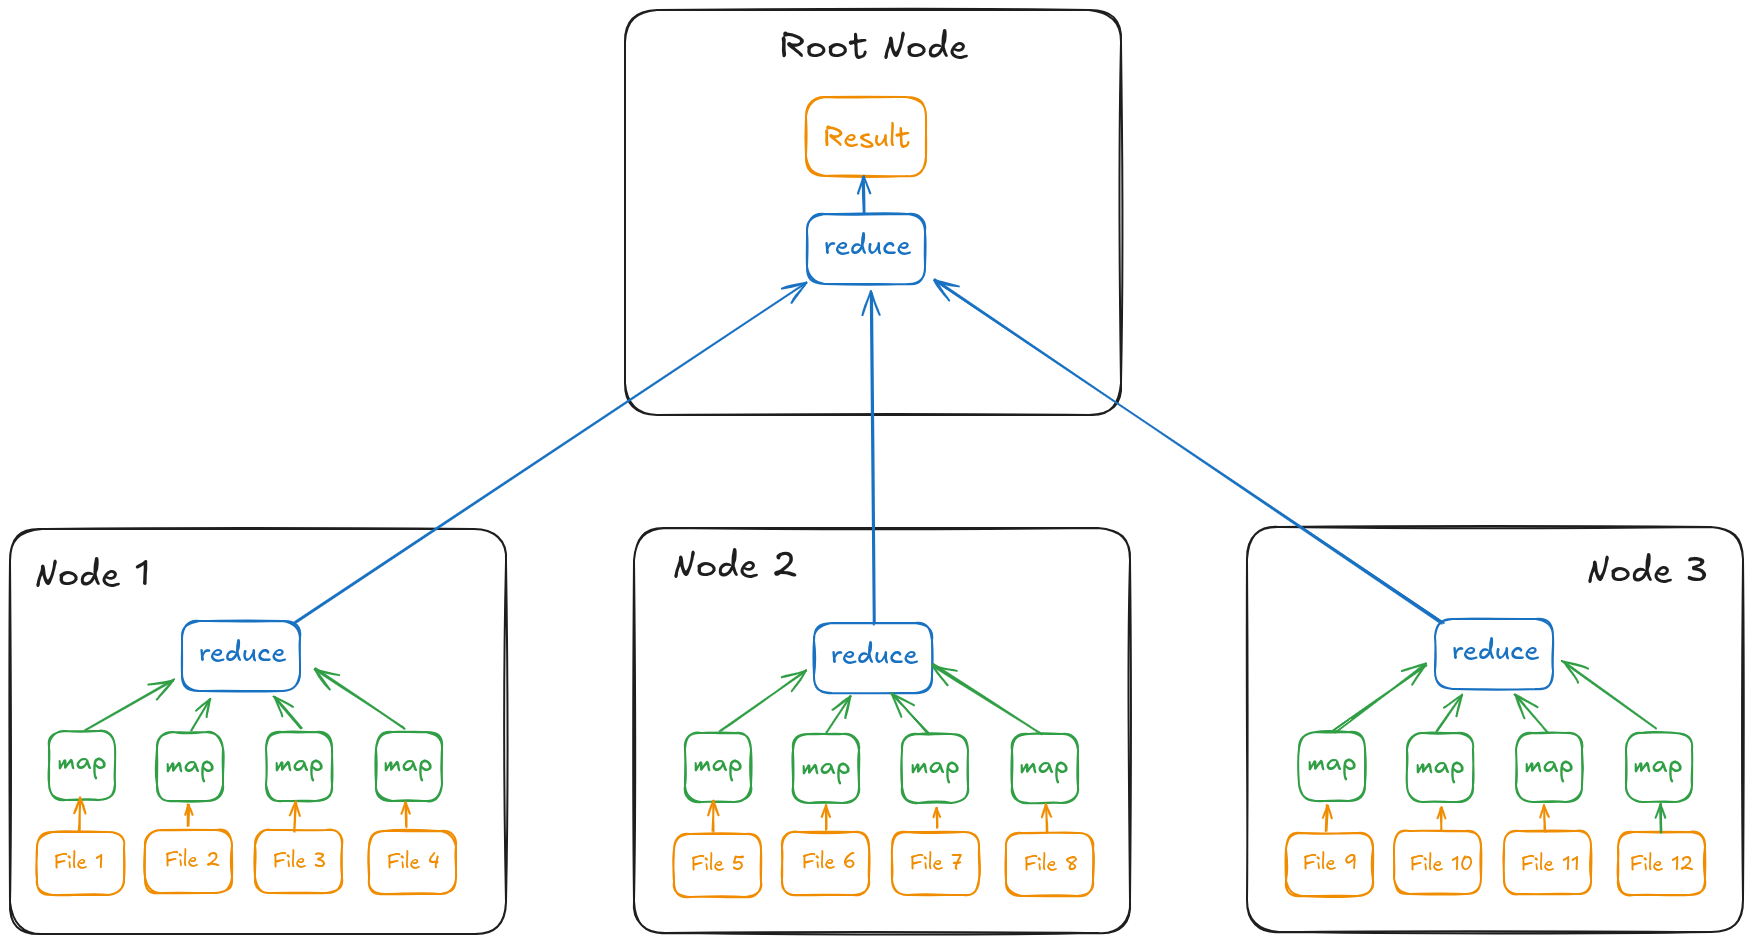 Root Node
Result
reduce
Node 1
Node 2
Node 3
reduce
reduce
reduce
map
map
map
map
map
map
map
map
map
map
map
map
File 1
File 2
File 3
File 4
File 5
File 6
File 7
File 8
File 9
File 10
File 11
File 12